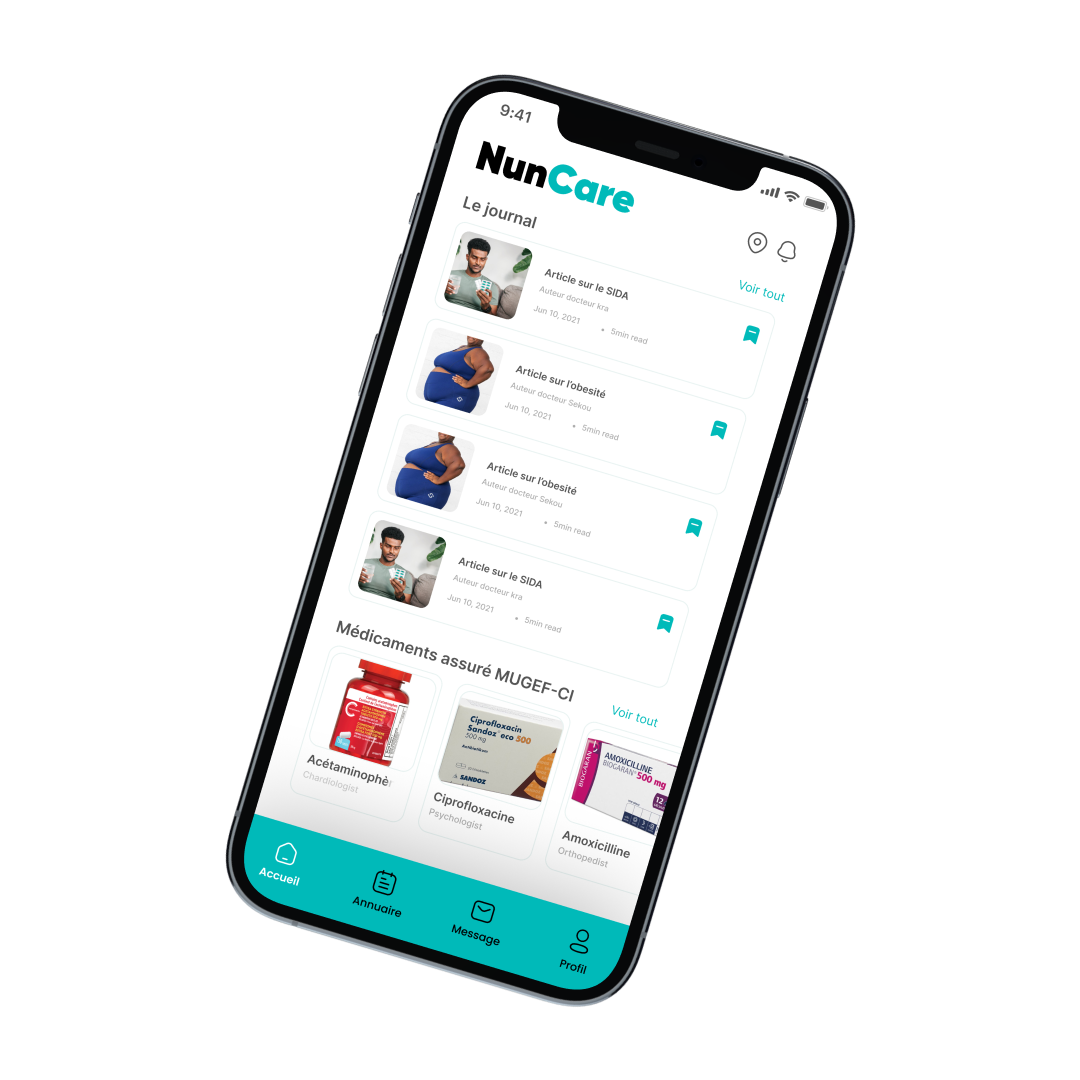 9:41
NunCare
Le journal
Voir tout
Article sur le SIDA
Auteur docteur kra
Jun 10, 2021 • 5min read
Article sur l'obesité
Auteur docteur Sekou
Jun 10, 2021 • 5min read
Article sur l'obesité
Auteur docteur Sekou
Jun 10, 2021 • 5min read
Article sur le SIDA
Auteur docteur kra
Jun 10, 2021 • 5min read
Médicaments assuré MUGEF-CI
Voir tout
Acétaminophèr
Chardiologist
Ciprofloxacin
Sandoz eco 500
500 mg
SANDOZ
Ciprofloxacine
Psychologist
BIOGARAN
AMOXICILLINE
BIOGARAN® 500 mg
12
Amoxicilline
Orthopedist
Accueil
Annuaire
Message
Profil